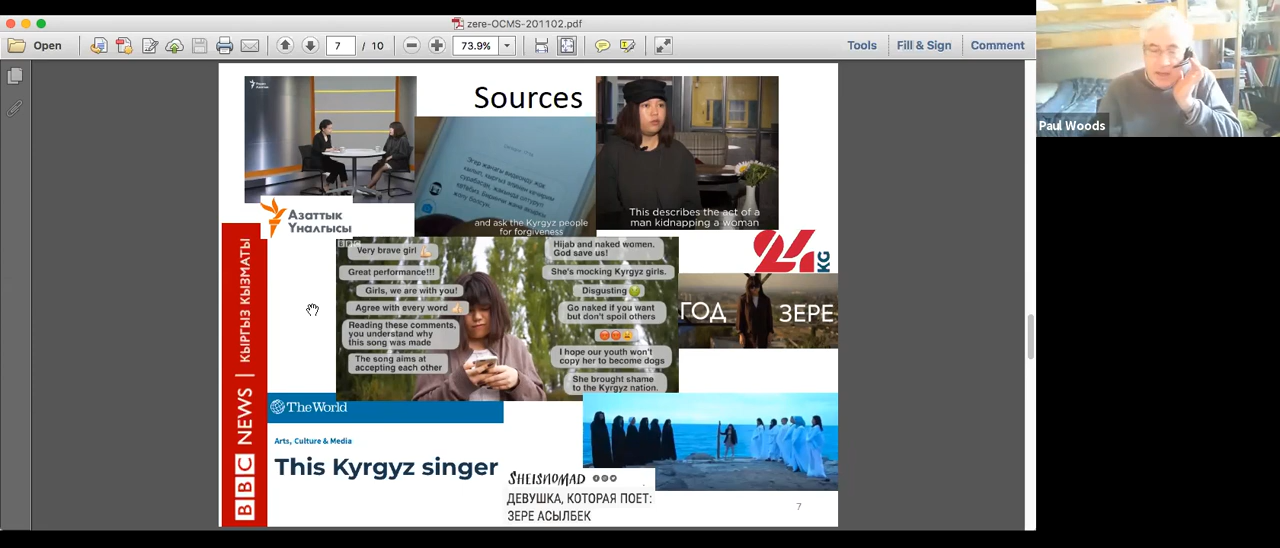 zere-OCMS-201102.pdf
Open
7 / 10
73.9%
Tools
Fill & Sign
Comment
Paul Woods
Sources
and ask the Kyrgyz people
for forgiveness
This describes the act of a
man kidnapping a woman
Азаттык
Үналгысы
24
KG
BBC NEWS | КЫРГЫЗ КЫЗМАТЫ
BBC
Very brave girl
Great performance!!!
Girls, we are with you!
Agree with every word
Reading these comments,
you understand why
this song was made
The song aims at
accepting each other
Hijab and naked women.
God save us!
She's mocking Kyrgyz girls.
Disgusting
Go naked if you want
but don't spoil others
I hope our youth won't
copy her to become dogs
She brought shame
to the Kyrgyz nation.
ГОД ЗЕРЕ
The World
Arts, Culture & Media
This Kyrgyz singer
SHEISNOMAD
ДЕВУШКА, КОТОРАЯ ПОЕТ:
ЗЕРЕ АСЫЛБЕК
7